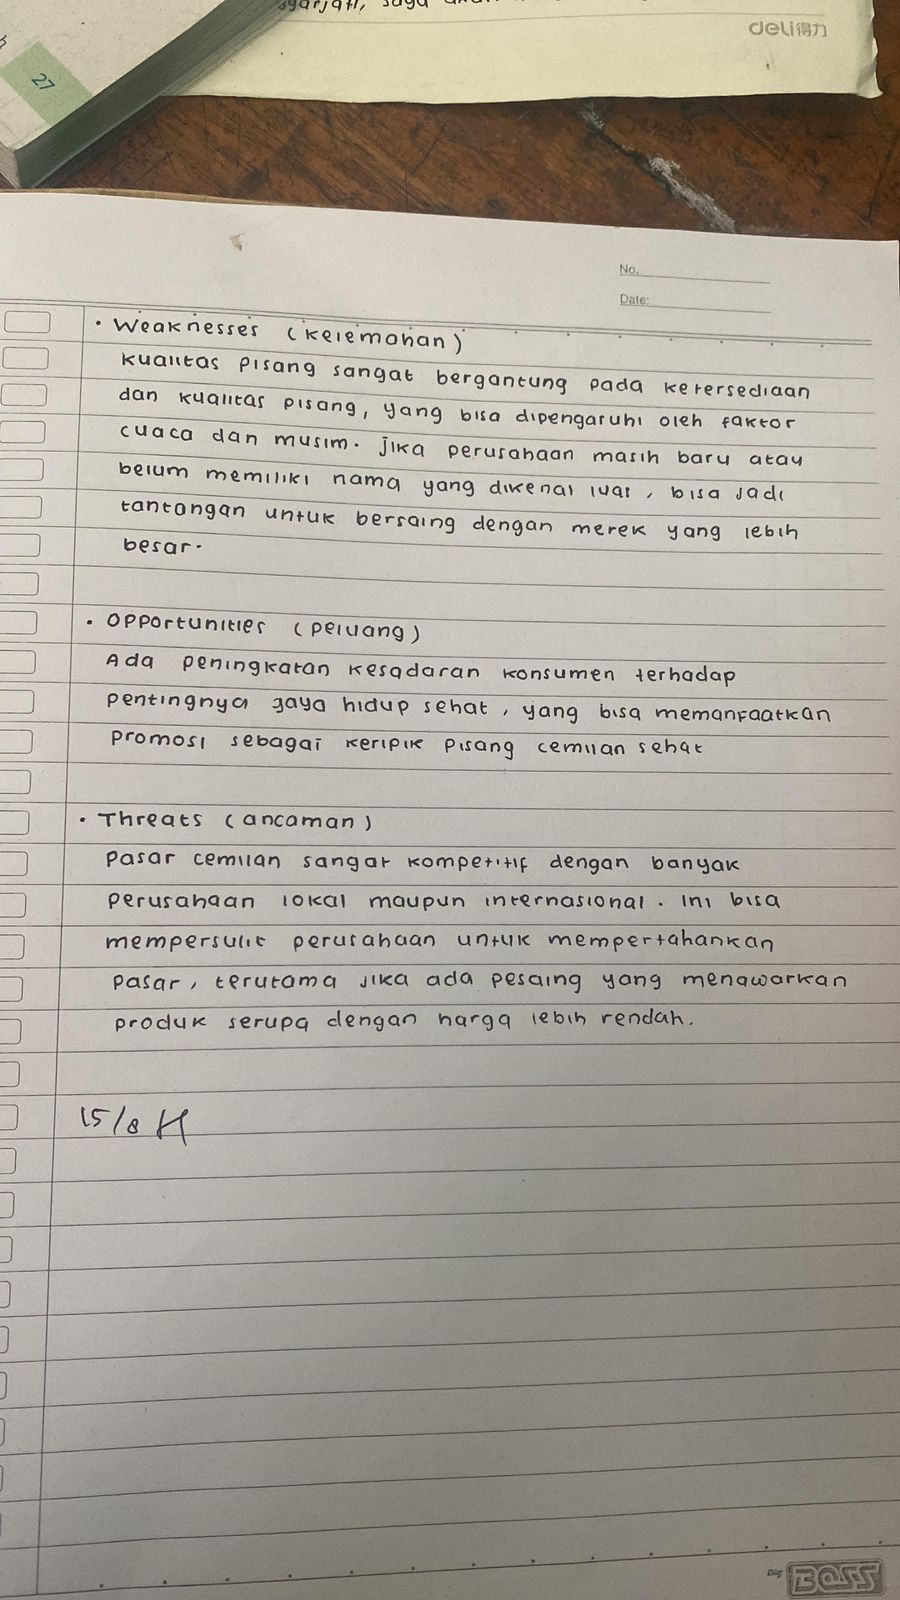 deli得力
27
No.
Date:
• Weaknesses (kelemahan)
kualitas pisang sangat bergantung pada ketersediaan
dan kualitas pisang, yang bisa dipengaruhi oleh faktor
cuaca dan musim. jika perusahaan masih baru atau
belum memiliki nama yang dikenal luas, bisa jadi
tantangan untuk bersaing dengan merek yang lebih
besar.
• Opportunities (peluang)
Ada peningkatan kesadaran konsumen terhadap
pentingnya gaya hidup sehat, yang bisa memanfaatkan
promosi sebagai keripik pisang cemilan sehat
• Threats (ancaman)
pasar cemilan sangat kompetitif dengan banyak
perusahaan lokal maupun internasional. ini bisa
mempersulit perusahaan untuk mempertahankan
pasar, terutama jika ada pesaing yang menawarkan
produk serupa dengan harga lebih rendah.
15/8
Big BOSS